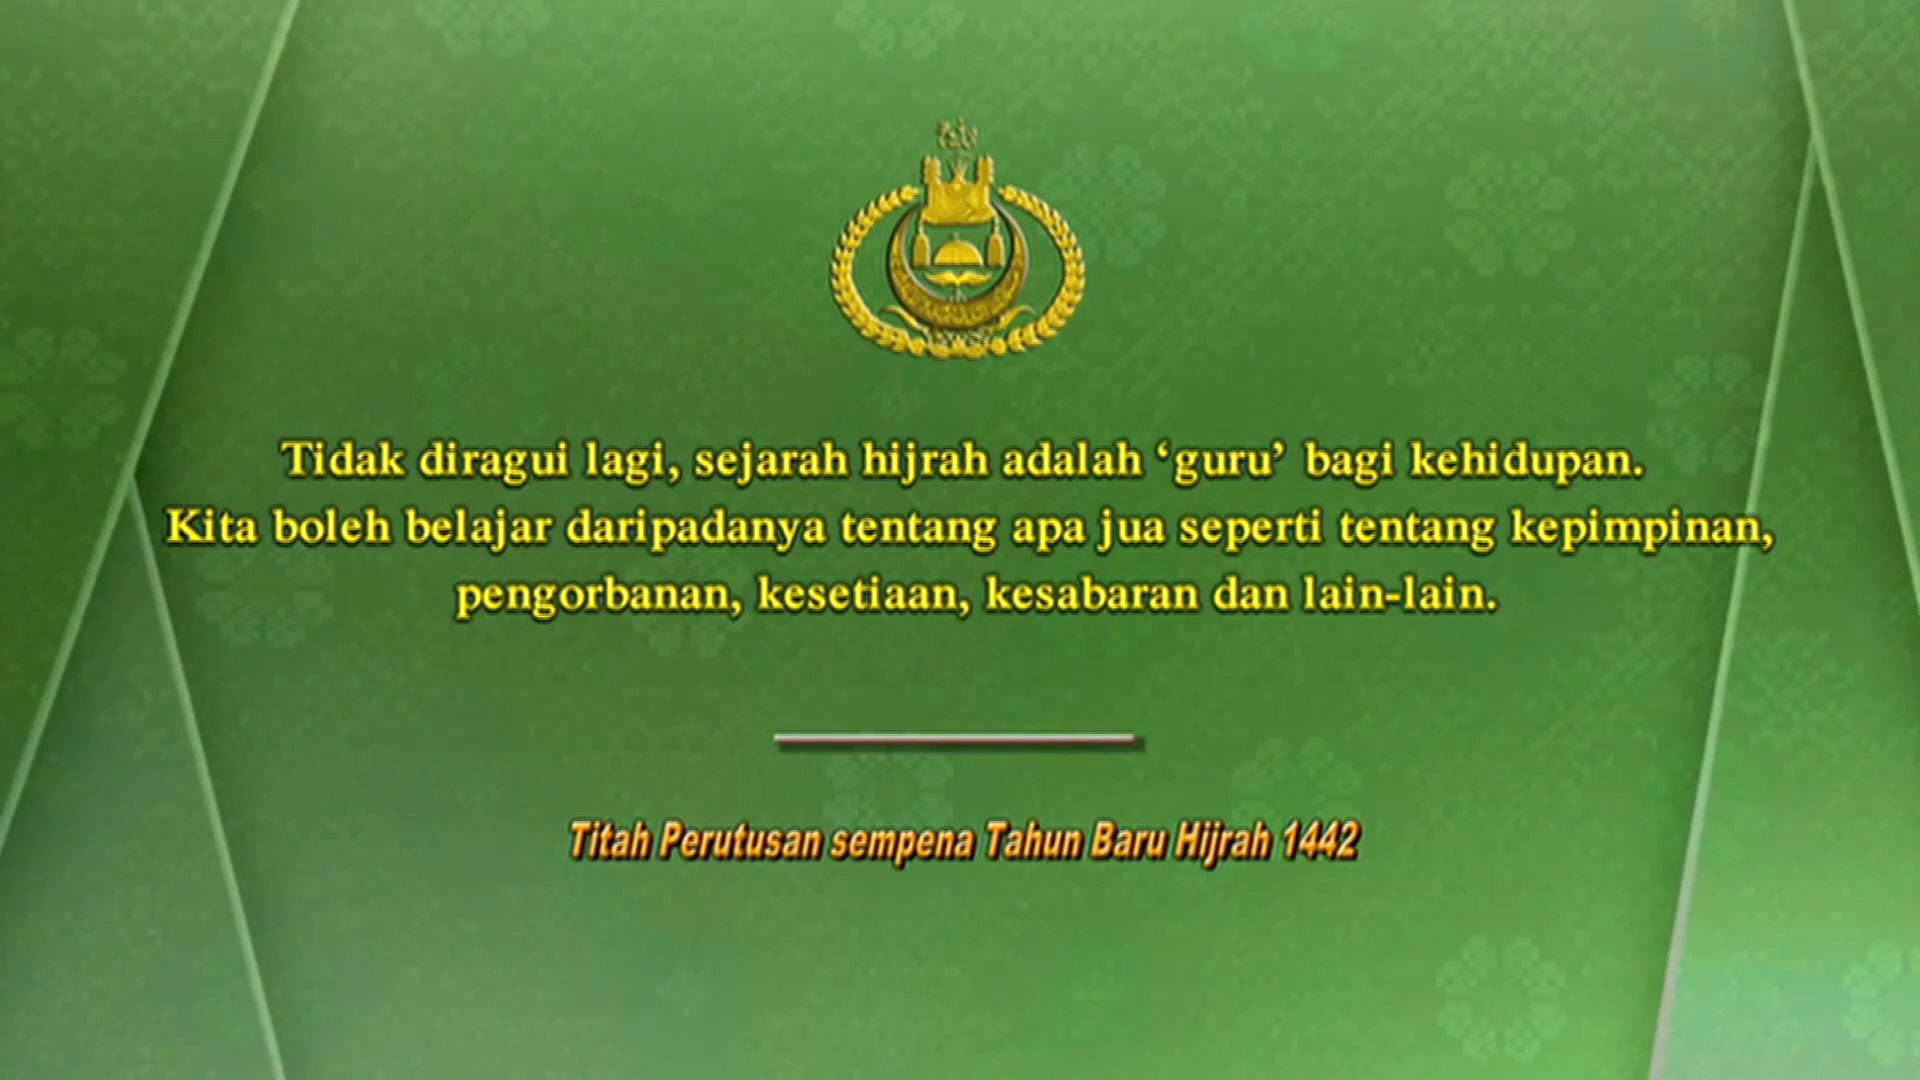 Tidak diragui lagi, sejarah hijrah adalah ‘guru’ bagi kehidupan.
Kita boleh belajar daripadanya tentang apa jua seperti tentang kepimpinan,
pengorbanan, kesetiaan, kesabaran dan lain-lain.
Titah Perutusan sempena Tahun Baru Hijrah 1442